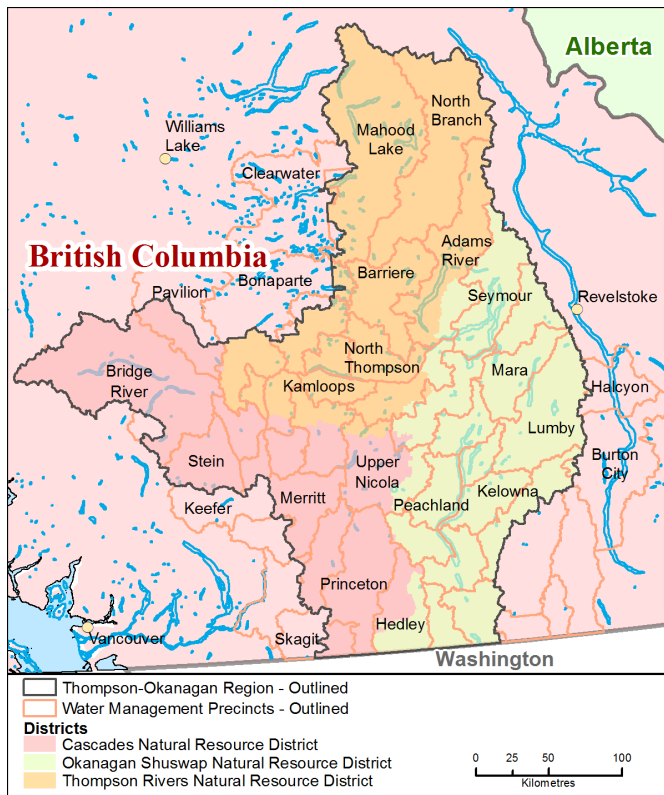 Alberta
North
Branch
Williams
Lake
Mahood
Lake
Clearwater
British Columbia
Adams
River
Barriere
Bonaparte
Pavilion
Seymour
Revelstoke
North
Thompson
Bridge
River
Kamloops
Mara
Halcyon
Lumby
Stein
Upper
Nicola
Burton
City
Merritt
Peachland
Kelowna
Keefer
Princeton
Hedley
Vancouver
Skagit
Washington
Thompson-Okanagan Region - Outlined
Water Management Precincts - Outlined
Districts
Cascades Natural Resource District
Okanagan Shuswap Natural Resource District
Thompson Rivers Natural Resource District
0 25 50 100
Kilometres